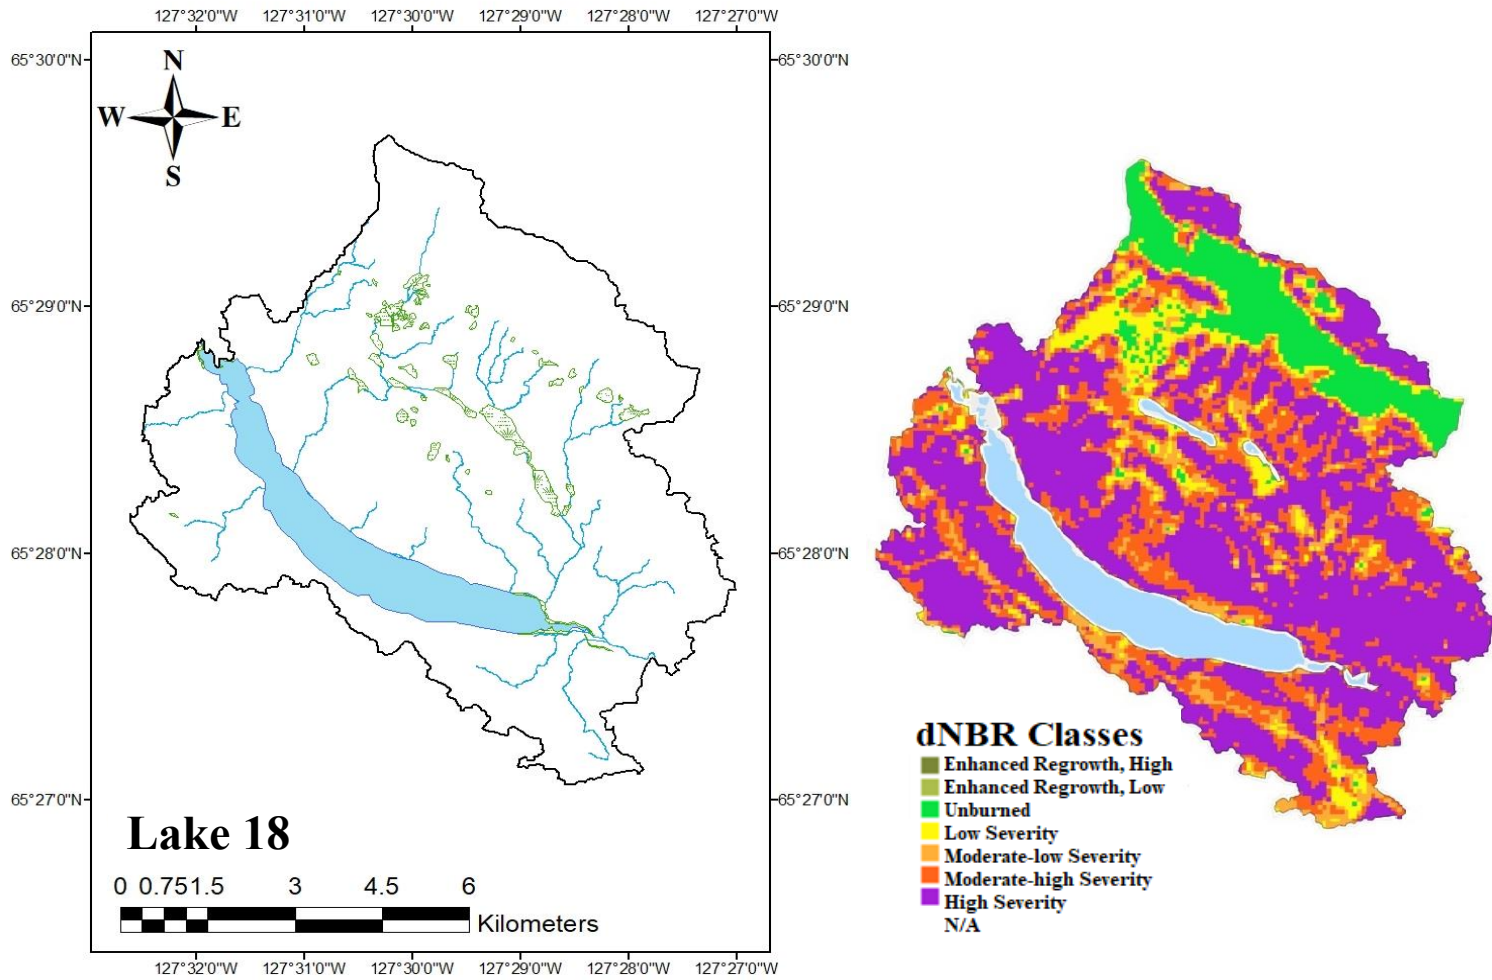 127°32'0"W 127°31'0"W 127°30'0"W 127°29'0"W 127°28'0"W 127°27'0"W
65°30'0"N 65°30'0"N
N
W E
S
65°29'0"N 65°29'0"N
65°28'0"N 65°28'0"N
65°27'0"N 65°27'0"N
Lake 18
0 0.75 1.5 3 4.5 6
Kilometers
127°32'0"W 127°31'0"W 127°30'0"W 127°29'0"W 127°28'0"W 127°27'0"W
dNBR Classes
Enhanced Regrowth, High
Enhanced Regrowth, Low
Unburned
Low Severity
Moderate-low Severity
Moderate-high Severity
High Severity
N/A